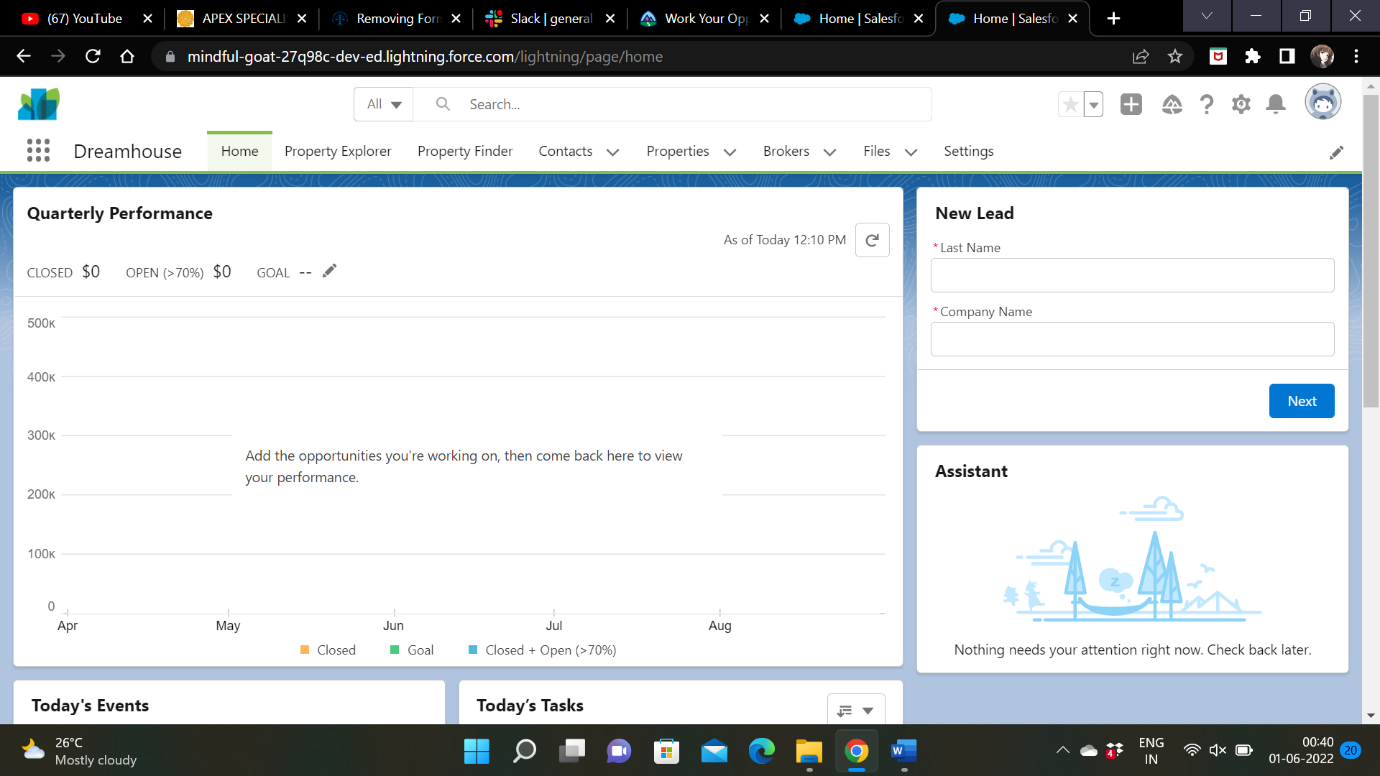 (67) YouTube
APEX SPECIALI
Removing Forr
Slack | general
Work Your Opp
Home | Salesfo
Home | Salesfo
mindful-goat-27q98c-dev-ed.lightning.force.com/lightning/page/home
All
Search...
Dreamhouse
Home
Property Explorer
Property Finder
Contacts
Properties
Brokers
Files
Settings
Quarterly Performance
As of Today 12:10 PM
CLOSED $0 OPEN (>70%) $0 GOAL --
500K
400K
300K
200K
100K
0
Add the opportunities you're working on, then come back here to view
your performance.
Apr May Jun Jul Aug
Closed Goal Closed + Open (>70%)
New Lead
* Last Name
* Company Name
Next
Assistant
z
Nothing needs your attention right now. Check back later.
Today's Events
Today's Tasks
26°C
Mostly cloudy
W
4
ENG
IN
00:40
01-06-2022
20